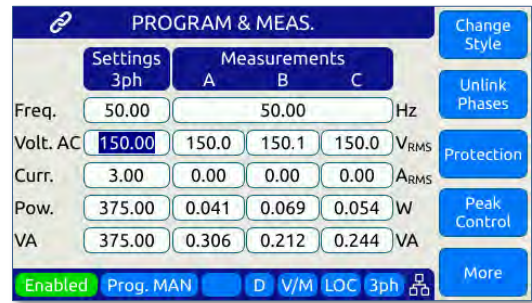 PROGRAM & MEAS.
Settings Measurements
3ph A B C
Freq. 50.00 50.00 Hz
Volt. AC 150.00 150.0 150.1 150.0 VRMS
Curr. 3.00 0.00 0.00 0.00 ARMS
Pow. 375.00 0.041 0.069 0.054 W
VA 375.00 0.306 0.212 0.244 VA
Enabled Prog. MAN D V/M LOC 3ph
Change
Style
Unlink
Phases
Protection
Peak
Control
More